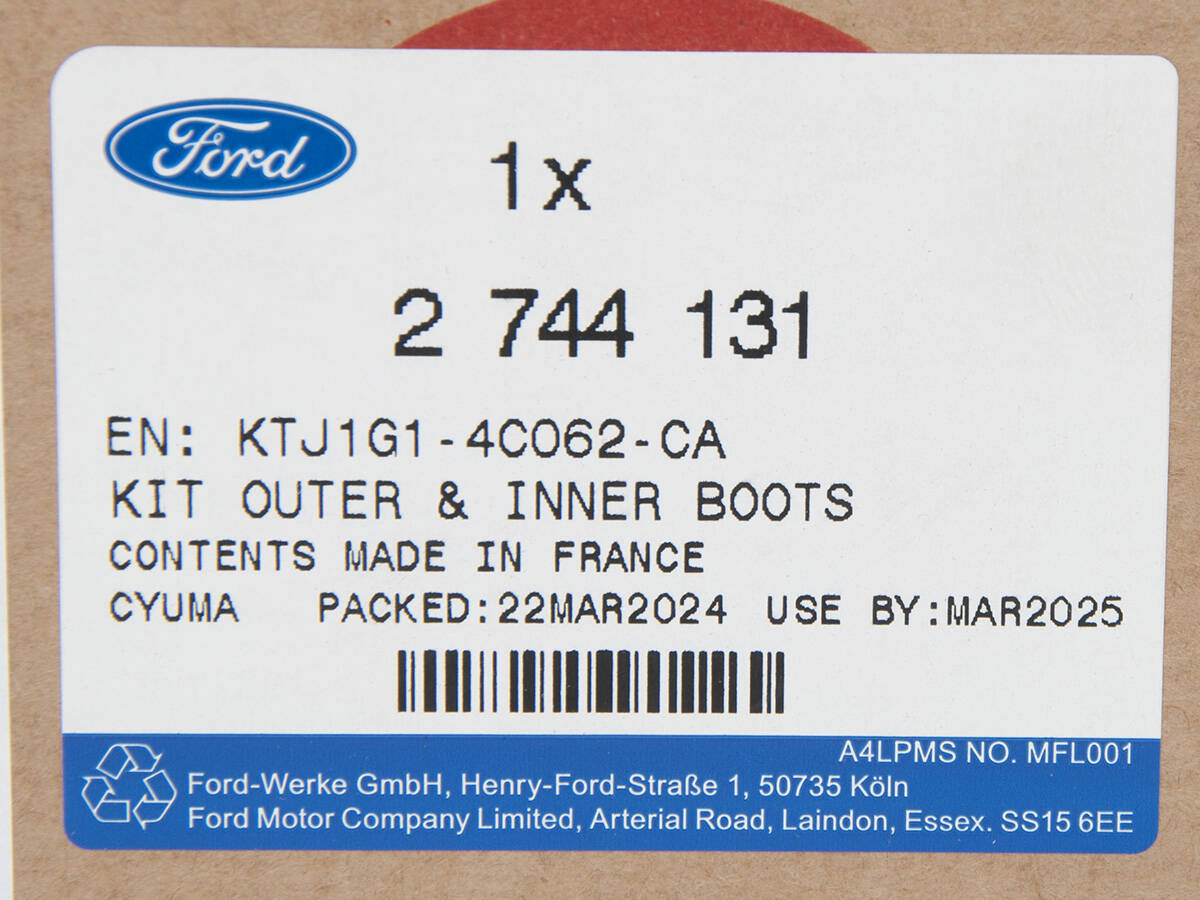 Ford
1x
2 744 131
EN: KTJ1G1-4C062-CA
KIT OUTER & INNER BOOTS
CONTENTS MADE IN FRANCE
CYUMA PACKED:22MAR2024 USE BY:MAR2025
A4LPMS NO. MFL001
Ford-Werke GmbH, Henry-Ford-Straße 1, 50735 Köln
Ford Motor Company Limited, Arterial Road, Laindon, Essex. SS15 6EE